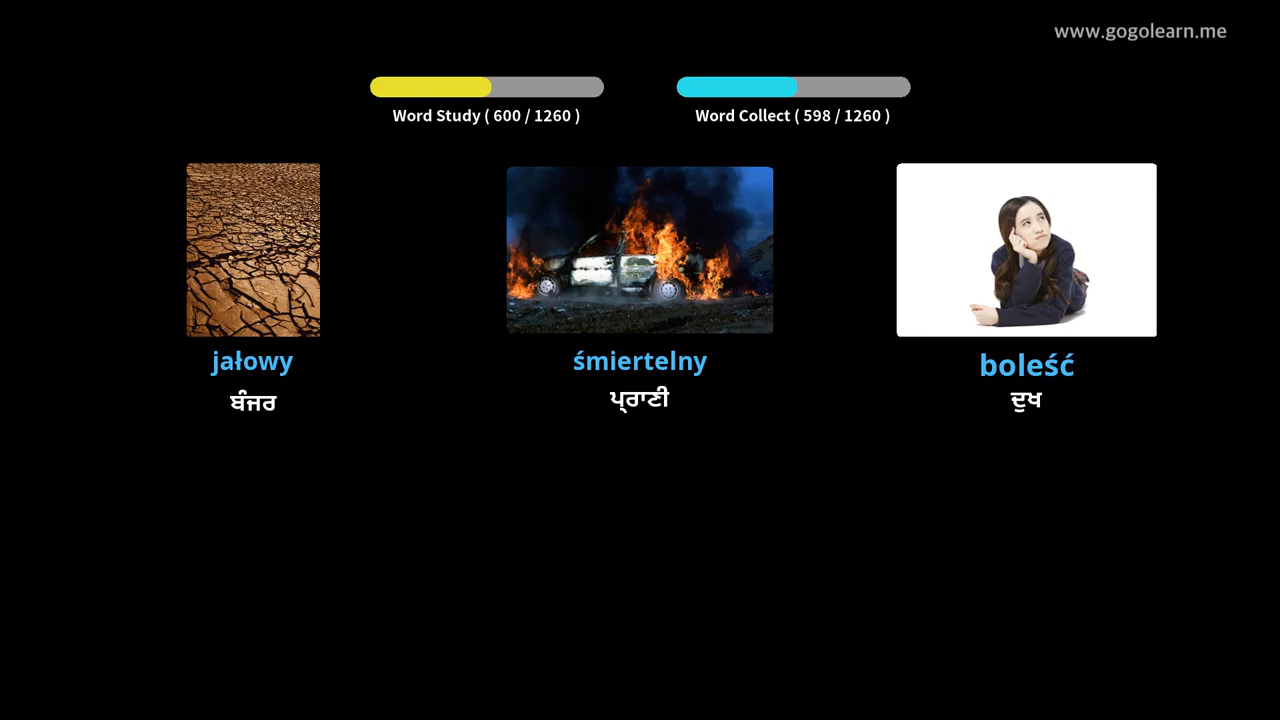 www.gogolearn.me
Word Study ( 600 / 1260 )
Word Collect ( 598 / 1260 )
jałowy
ਬੰਜਰ
śmiertelny
ਪ੍ਰਾਣੀ
boleść
ਦੁਖ